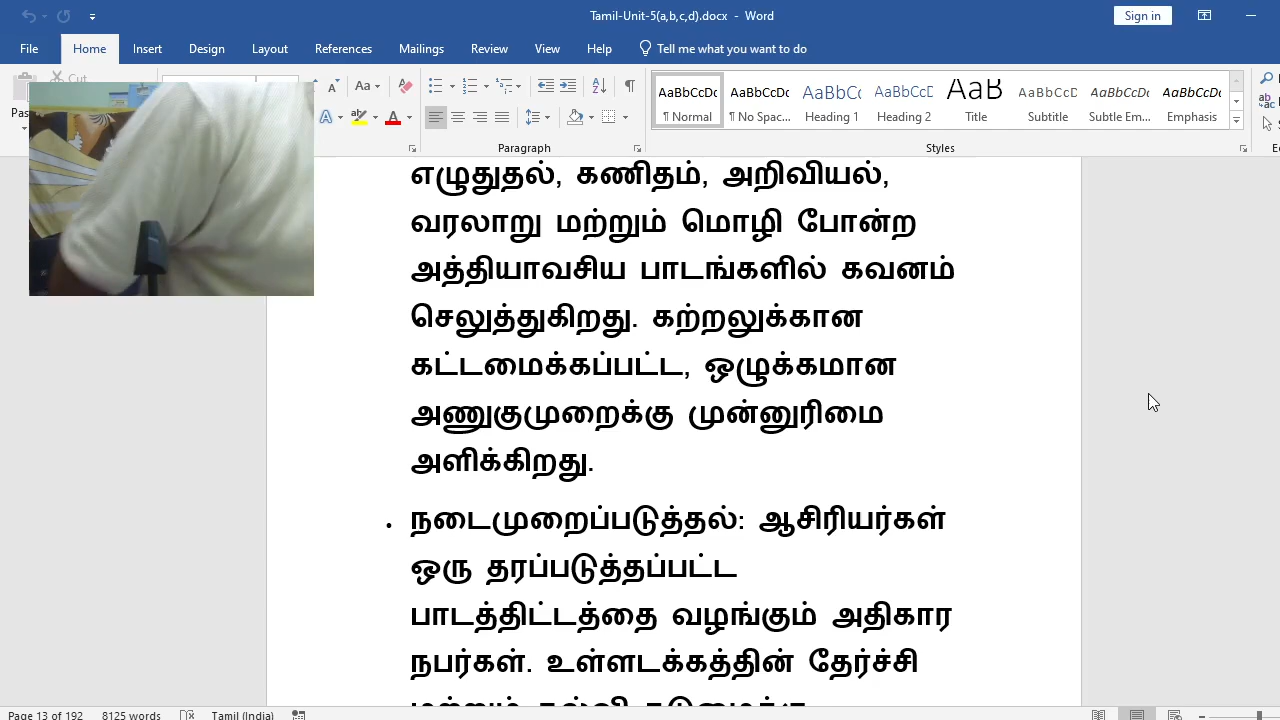 Tamil-Unit-5(a,b,c,d).docx - Word
Sign in
File Home Insert Design Layout References Mailings Review View Help Tell me what you want to do
Cut
Aa
AaBbCcDc AaBbCcDc AaBbCc AaBbCcD AaB AaBbCcD AaBbCcDc AaBbCcDc
¶ Normal ¶ No Spac... Heading 1 Heading 2 Title Subtitle Subtle Em... Emphasis
Paragraph Styles
எழுதுதல், கணிதம், அறிவியல்,
வரலாறு மற்றும் மொழி போன்ற
அத்தியாவசிய பாடங்களில் கவனம்
செலுத்துகிறது. கற்றலுக்கான
கட்டமைக்கப்பட்ட, ஒழுக்கமான
அணுகுமுறைக்கு முன்னுரிமை
அளிக்கிறது.
• நடைமுறைப்படுத்தல்: ஆசிரியர்கள்
ஒரு தரப்படுத்தப்பட்ட
பாடத்திட்டத்தை வழங்கும் அதிகார
நபர்கள். உள்ளடக்கத்தின் தேர்ச்சி
Page 13 of 192 8125 words Tamil (India)